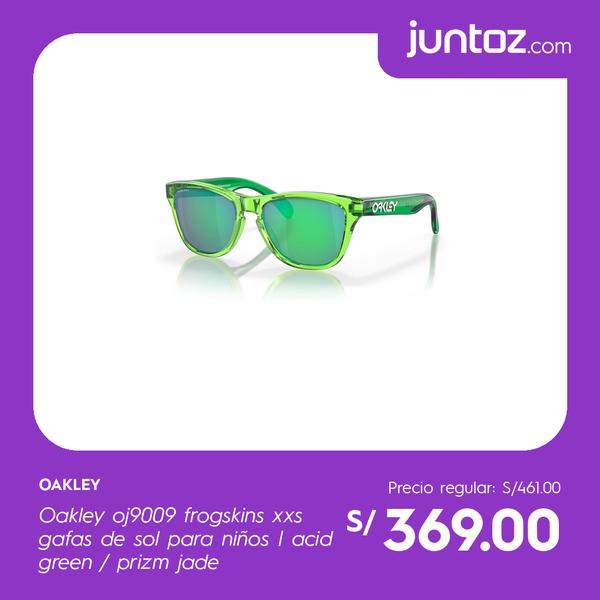 juntoz.com
OAKLEY
OAKLEY
Precio regular: S/461.00
Oakley oj9009 frogskins xxs
gafas de sol para niños | acid
green / prizm jade
S/369.00